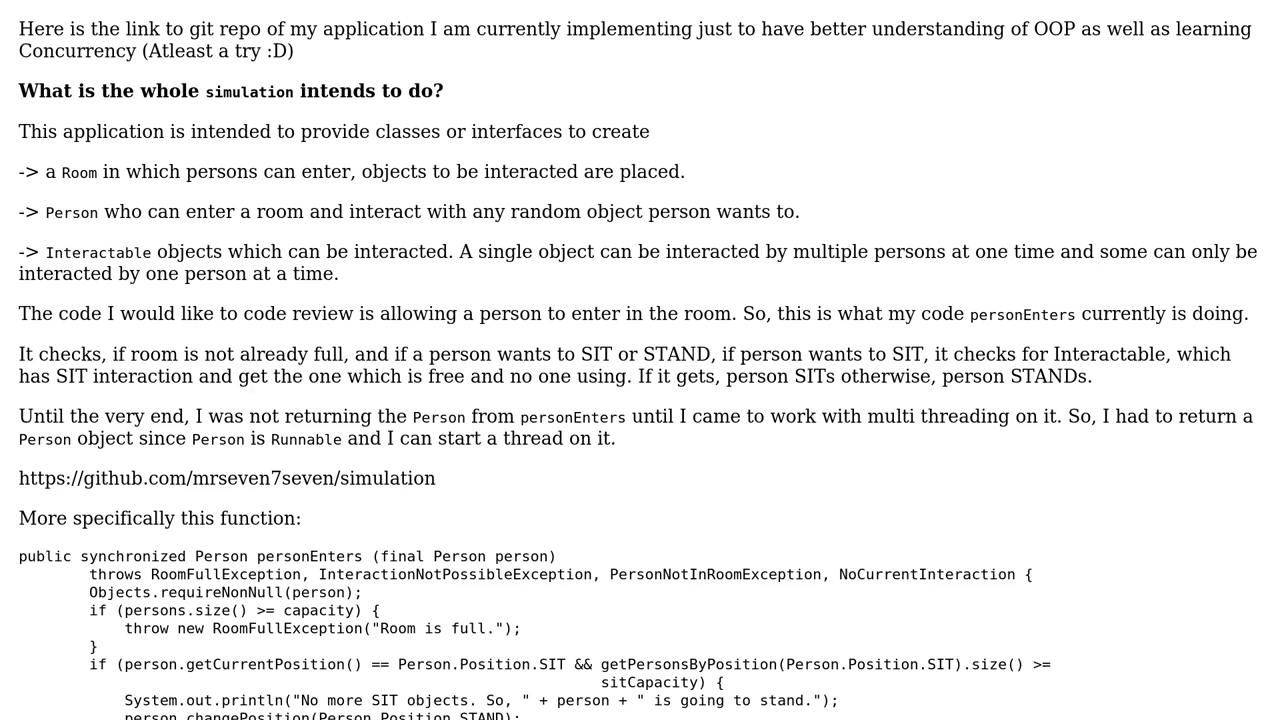 Here is the link to git repo of my application I am currently implementing just to have better understanding of OOP as well as learning
Concurrency (Atleast a try :D)
What is the whole simulation intends to do?
This application is intended to provide classes or interfaces to create
-> a Room in which persons can enter, objects to be interacted are placed.
-> Person who can enter a room and interact with any random object person wants to.
-> Interactable objects which can be interacted. A single object can be interacted by multiple persons at one time and some can only be
interacted by one person at a time.
The code I would like to code review is allowing a person to enter in the room. So, this is what my code personEnters currently is doing.
It checks, if room is not already full, and if a person wants to SIT or STAND, if person wants to SIT, it checks for Interactable, which
has SIT interaction and get the one which is free and no one using. If it gets, person SITs otherwise, person STANDs.
Until the very end, I was not returning the Person from personEnters until I came to work with multi threading on it. So, I had to return a
Person object since Person is Runnable and I can start a thread on it.
https://github.com/mrseven7seven/simulation
More specifically this function:
public synchronized Person personEnters (final Person person)
        throws RoomFullException, InteractionNotPossibleException, PersonNotInRoomException, NoCurrentInteraction {
        Objects.requireNonNull(person);
        if (persons.size() >= capacity) {
            throw new RoomFullException("Room is full.");
        }
        if (person.getCurrentPosition() == Person.Position.SIT && getPersonsByPosition(Person.Position.SIT).size() >=
                                                                  sitCapacity) {
            System.out.println("No more SIT objects. So, " + person + " is going to stand.");
            person.changePosition(Person.Position.STAND);